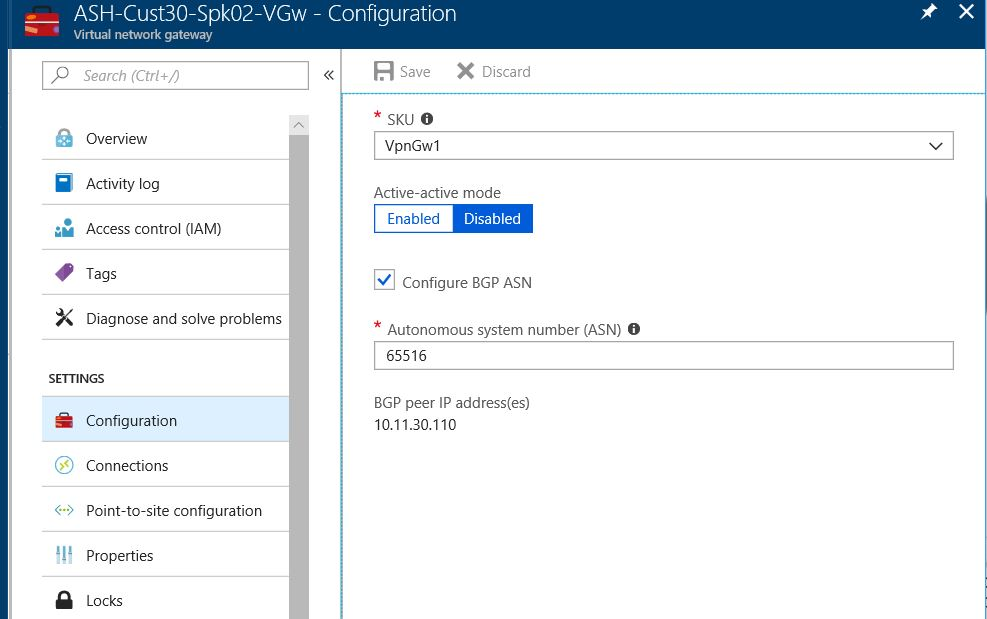 ASH-Cust30-Spk02-VGw - Configuration
Virtual network gateway
Search (Ctrl+/)
«
Overview
Activity log
Access control (IAM)
Tags
Diagnose and solve problems
SETTINGS
Configuration
Connections
Point-to-site configuration
Properties
Locks
Save
Discard
* SKU
VpnGw1
Active-active mode
Enabled Disabled
Configure BGP ASN
* Autonomous system number (ASN)
65516
BGP peer IP address(es)
10.11.30.110